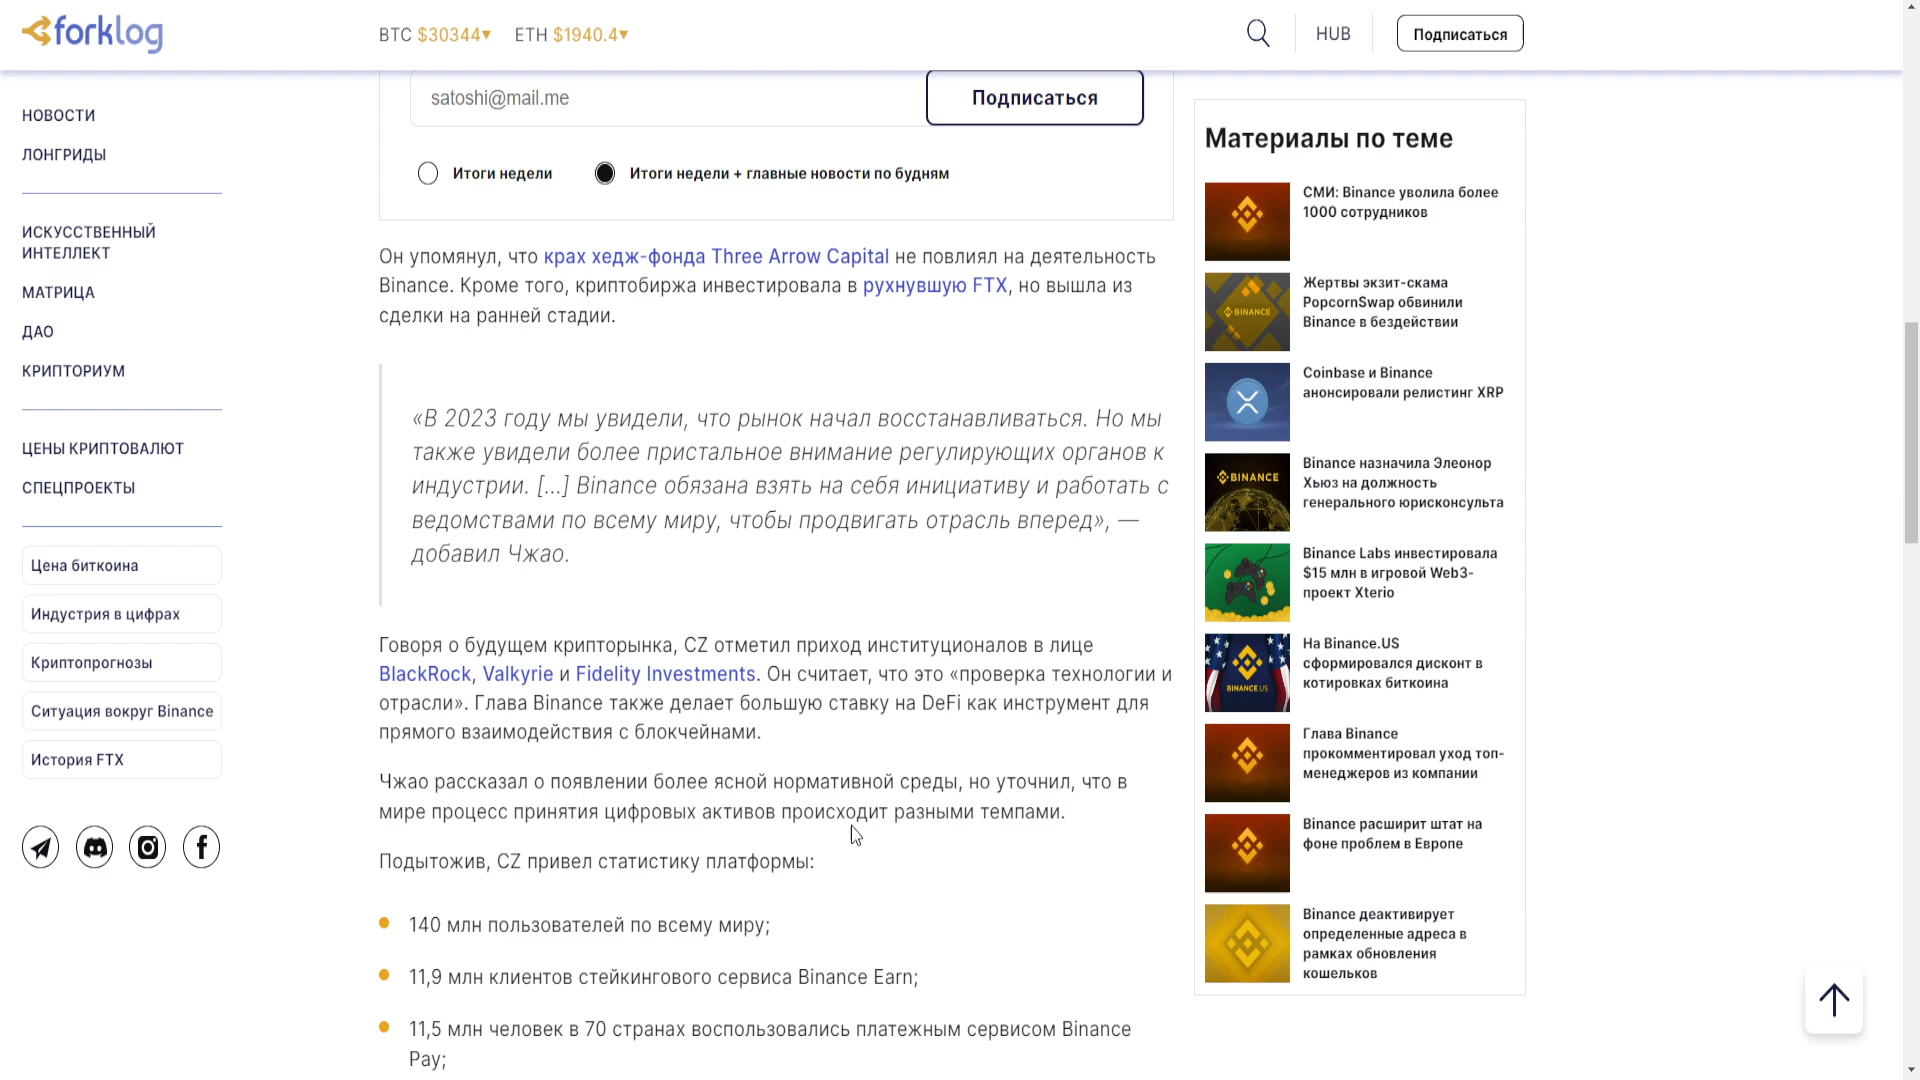 forklog
BTC $30344▾ ETH $1940.4▾
HUB
Подписаться
НОВОСТИ
ЛОНГРИДЫ
ИСКУССТВЕННЫЙ
ИНТЕЛЛЕКТ
МАТРИЦА
ДАО
КРИПТОРИУМ
ЦЕНЫ КРИПТОВАЛЮТ
СПЕЦПРОЕКТЫ
Цена биткоина
Индустрия в цифрах
Криптопрогнозы
Ситуация вокруг Binance
История FTX
satoshi@mail.me
Подписаться
Итоги недели
Итоги недели + главные новости по будням
Он упомянул, что крах хедж-фонда Three Arrow Capital не повлиял на деятельность
Binance. Кроме того, криптобиржа инвестировала в рухнувшую FTX, но вышла из
сделки на ранней стадии.
«В 2023 году мы увидели, что рынок начал восстанавливаться. Но мы
также увидели более пристальное внимание регулирующих органов к
индустрии. [...] Binance обязана взять на себя инициативу и работать с
ведомствами по всему миру, чтобы продвигать отрасль вперед», —
добавил Чжао.
Говоря о будущем крипторынка, CZ отметил приход институционалов в лице
BlackRock, Valkyrie и Fidelity Investments. Он считает, что это «проверка технологии и
отрасли». Глава Binance также делает большую ставку на DeFi как инструмент для
прямого взаимодействия с блокчейнами.
Чжао рассказал о появлении более ясной нормативной среды, но уточнил, что в
мире процесс принятия цифровых активов происходит разными темпами.
Подытожив, CZ привел статистику платформы:
140 млн пользователей по всему миру;
11,9 млн клиентов стейкингового сервиса Binance Earn;
11,5 млн человек в 70 странах воспользовались платежным сервисом Binance
Pay;
Материалы по теме
СМИ: Binance уволила более
1000 сотрудников
BINANCE
Жертвы экзит-скама
PopcornSwap обвинили
Binance в бездействии
Coinbase и Binance
анонсировали релистинг XRP
BINANCE
Binance назначила Элеонор
Хьюз на должность
генерального юрисконсульта
Binance Labs инвестировала
$15 млн в игровой Web3-
проект Xterio
BINANCE.US
На Binance.US
сформировался дисконт в
котировках биткоина
Глава Binance
прокомментировал уход топ-
менеджеров из компании
Binance расширит штат на
фоне проблем в Европе
Binance деактивирует
определенные адреса в
рамках обновления
кошельков